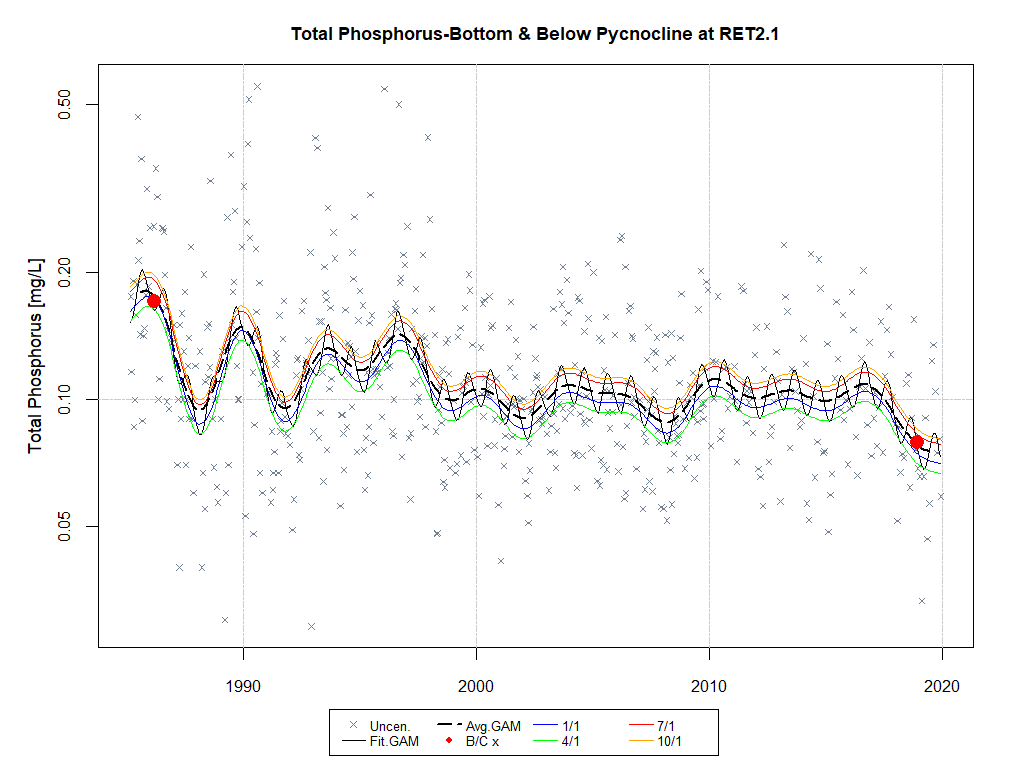 Total Phosphorus-Bottom & Below Pycnocline at RET2.1
Total Phosphorus [mg/L]
0.50
0.20
0.10
0.05
1990 2000 2010 2020
Uncen. Avg.GAM 1/1 7/1
Fit.GAM B/C x 4/1 10/1